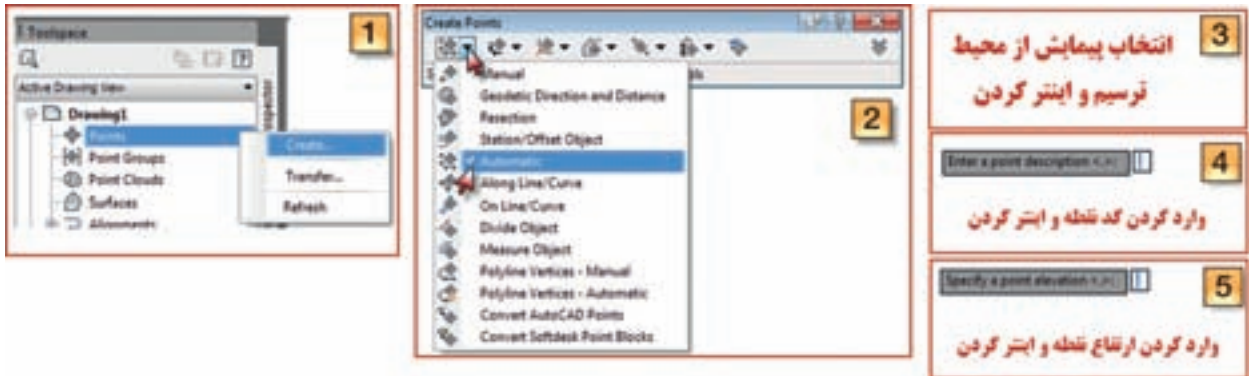 1
Toolspace
Active Drawing View
Drawing1
Points
Point Groups
Point Clouds
Surfaces
Alignments
Create...
Transfer...
Refresh
2
Create Points
Manual
Geodetic Direction and Distance
Resection
Station/Offset Object
Automatic
Along Line/Curve
On Line/Curve
Divide Object
Measure Object
Polyline Vertices - Manual
Polyline Vertices - Automatic
Convert AutoCAD Points
Convert Softdesk Point Blocks
3
انتخاب پیمایش از محیط
ترسیم و اینتر کردن
4
Enter a point description <.>:
وارد کردن کد نقطه و اینتر کردن
5
Specify a point elevation <.>:
وارد کردن ارتفاع نقطه و اینتر کردن